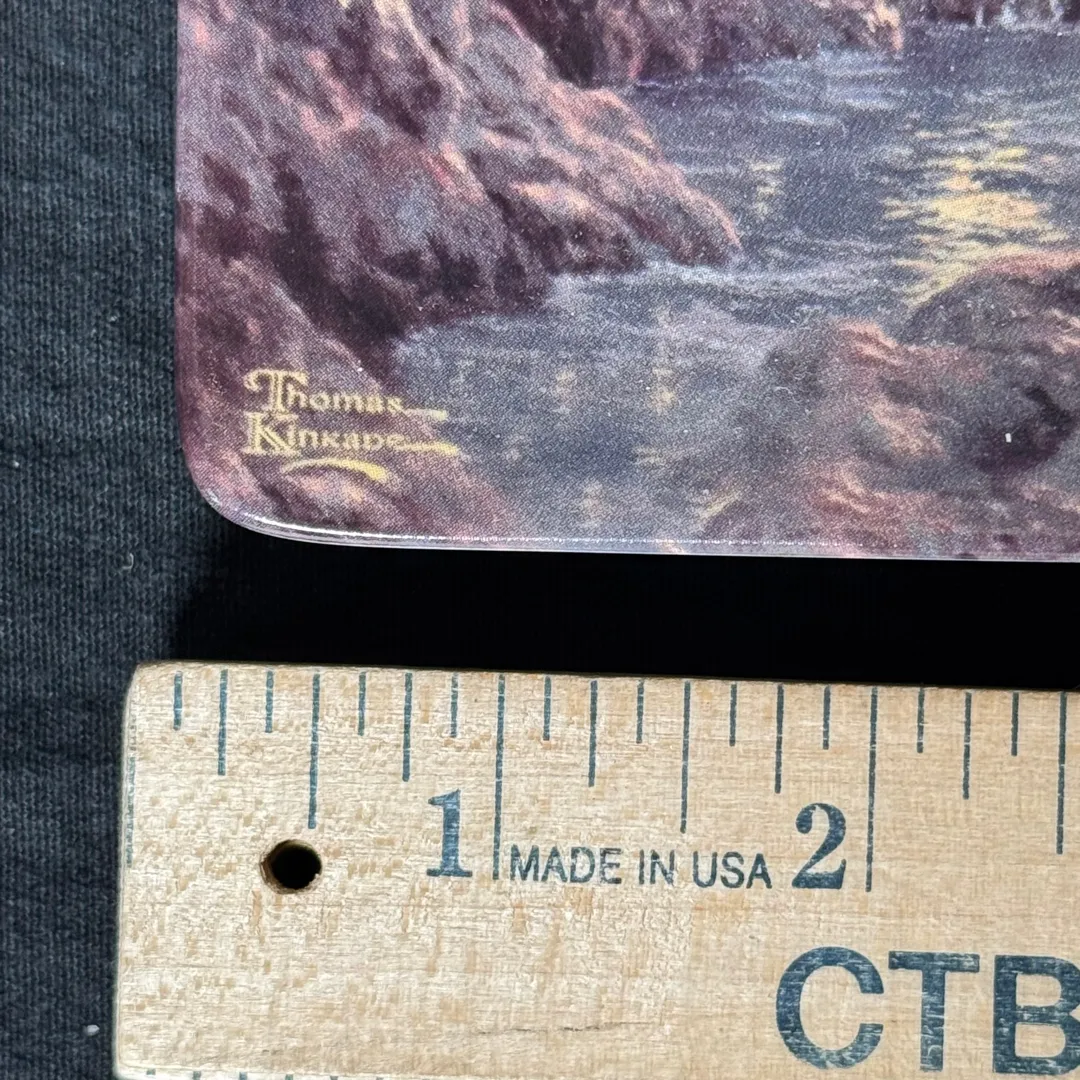 Thomas
Kinkade
1 MADE IN USA 2
CTB